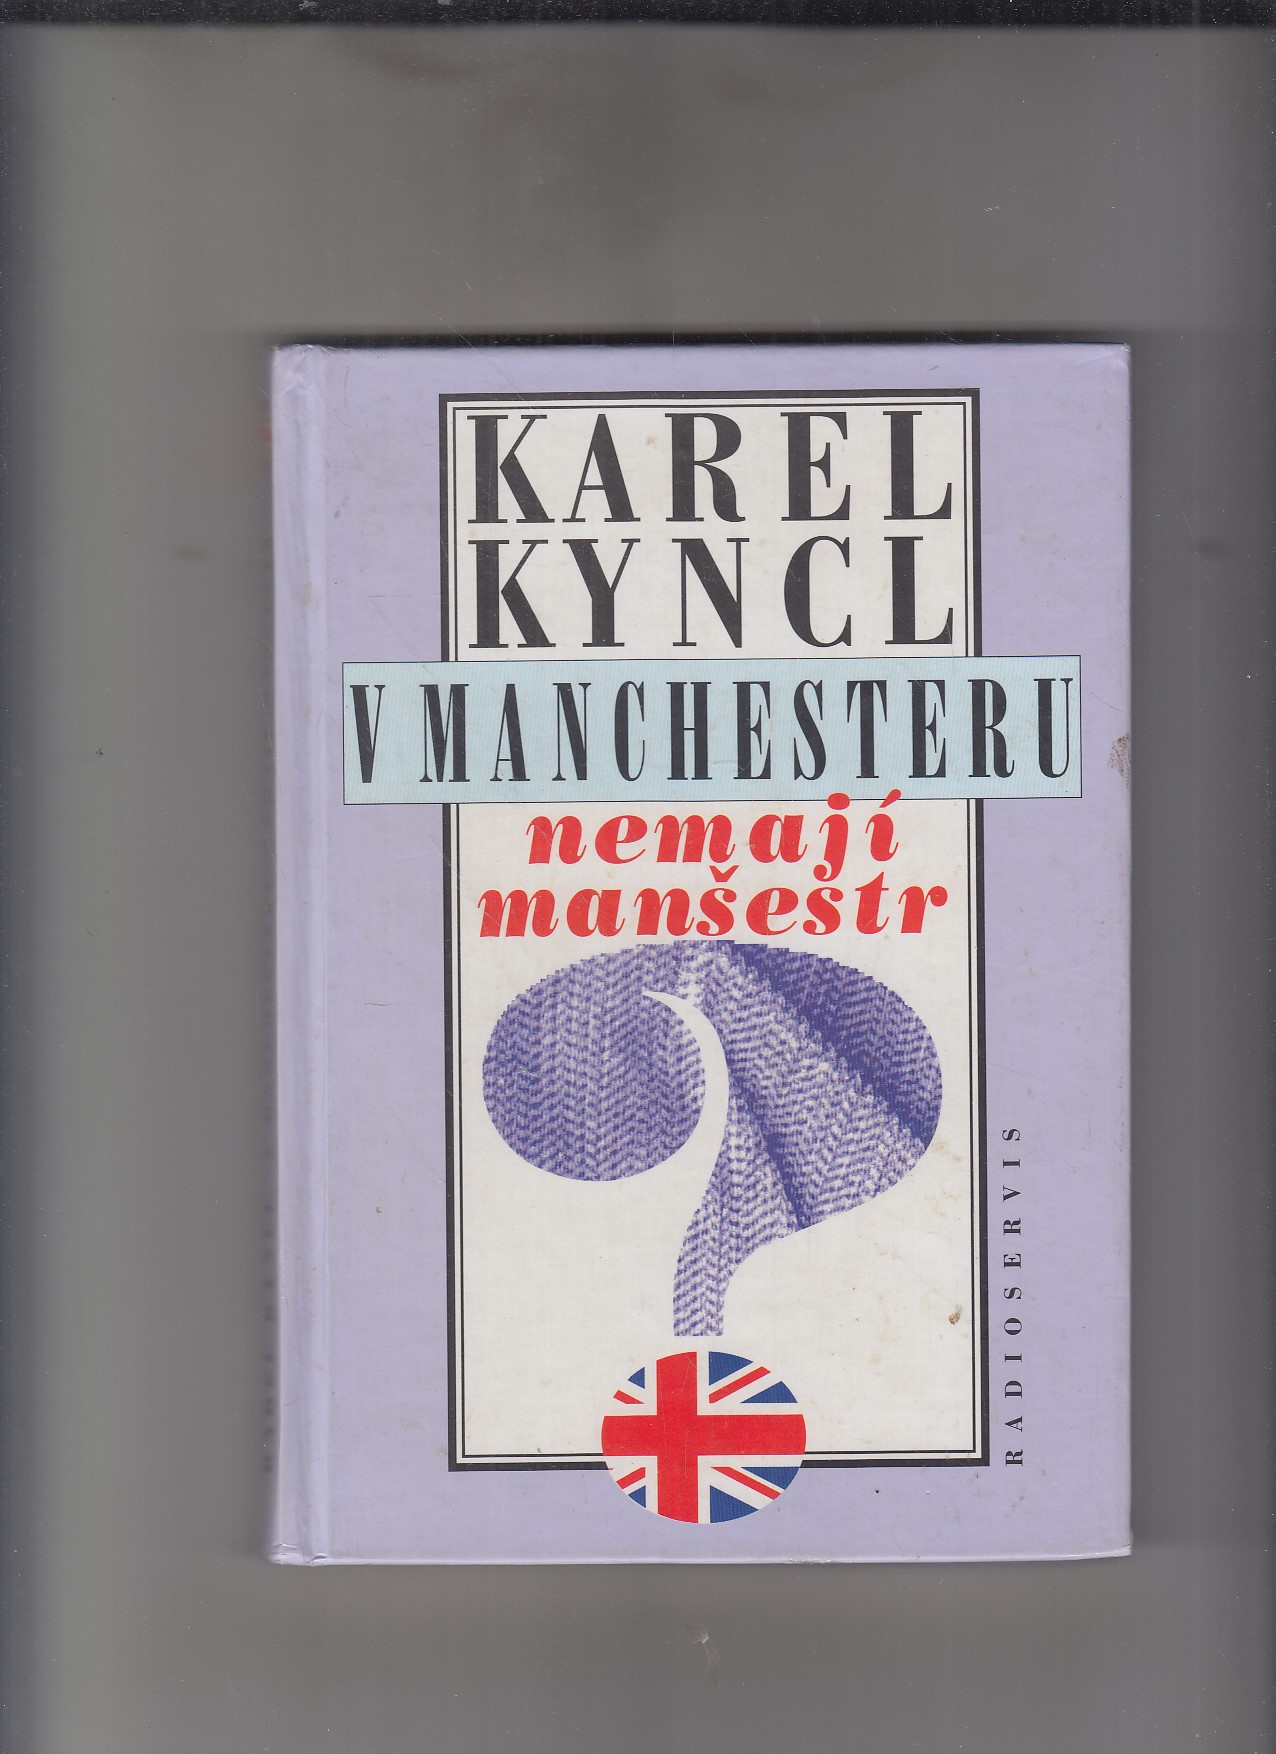 KAREL
KYNCL
V MANCHESTERU
nemají
manšestr
RADIOSERVIS